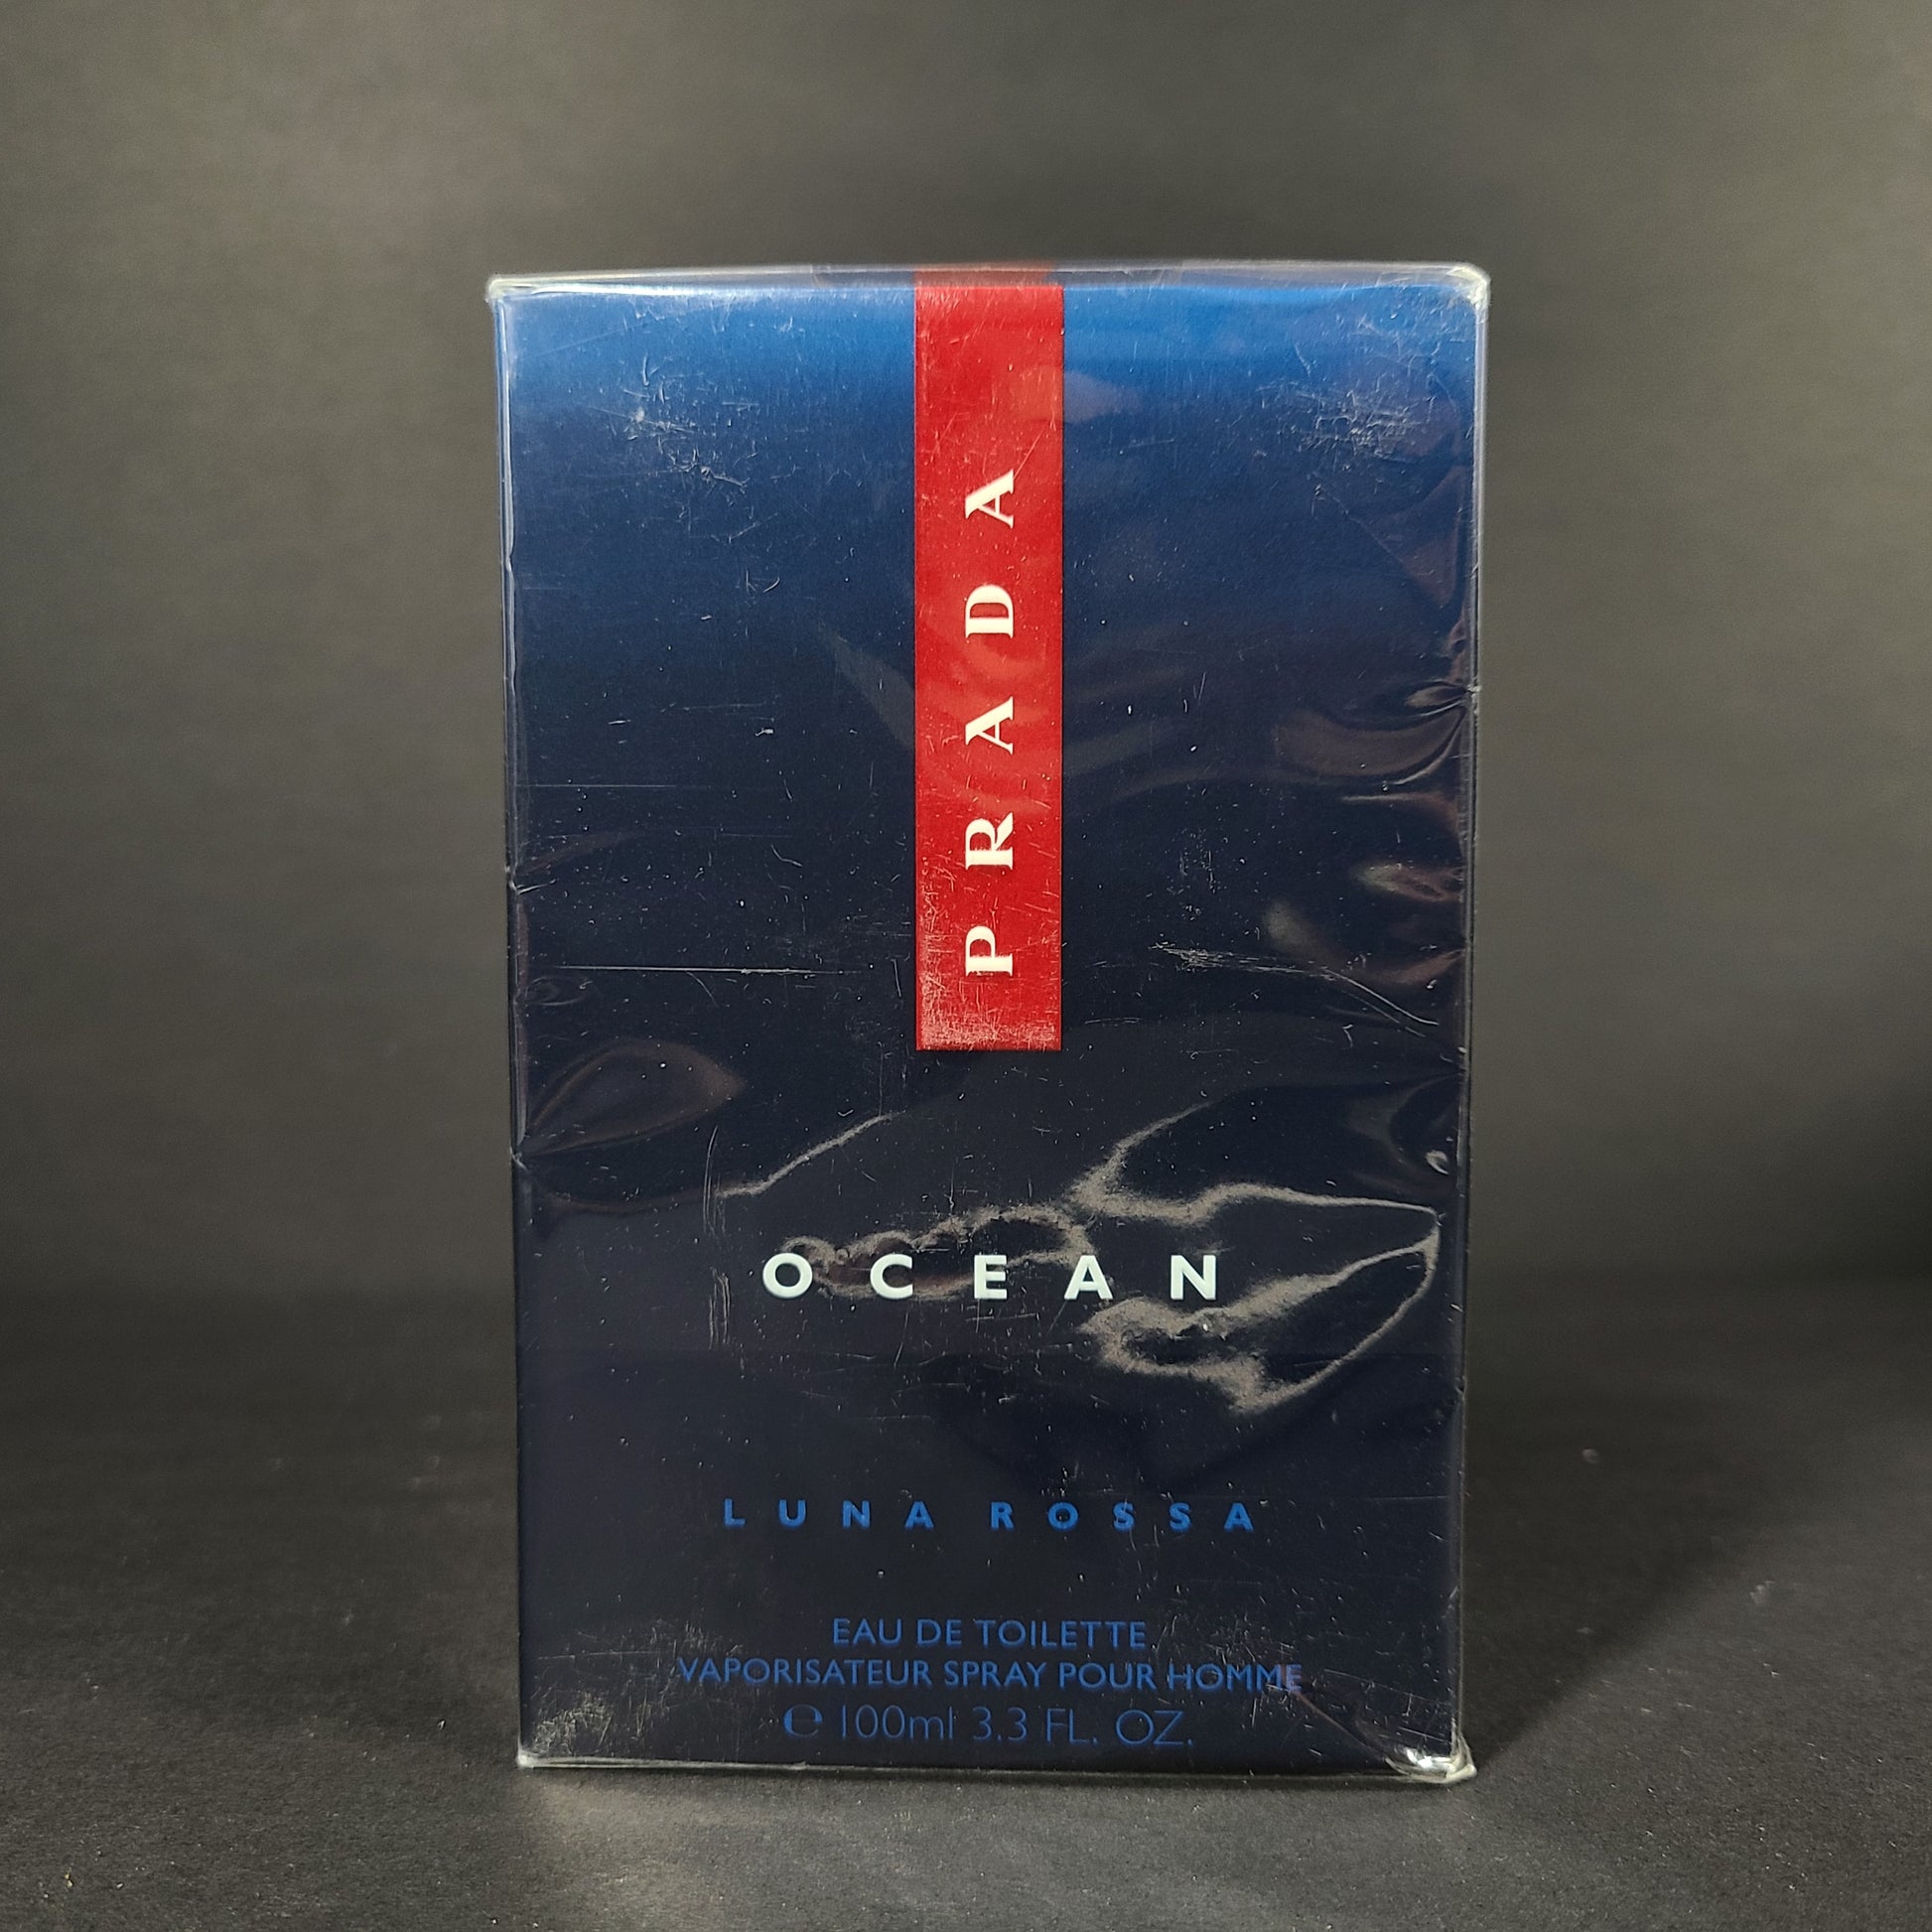 PRADA
OCEAN
LUNA ROSSA
EAU DE TOILETTE
VAPORISATEUR SPRAY POUR HOMME
℮ 100ml 3.3 FL. OZ.